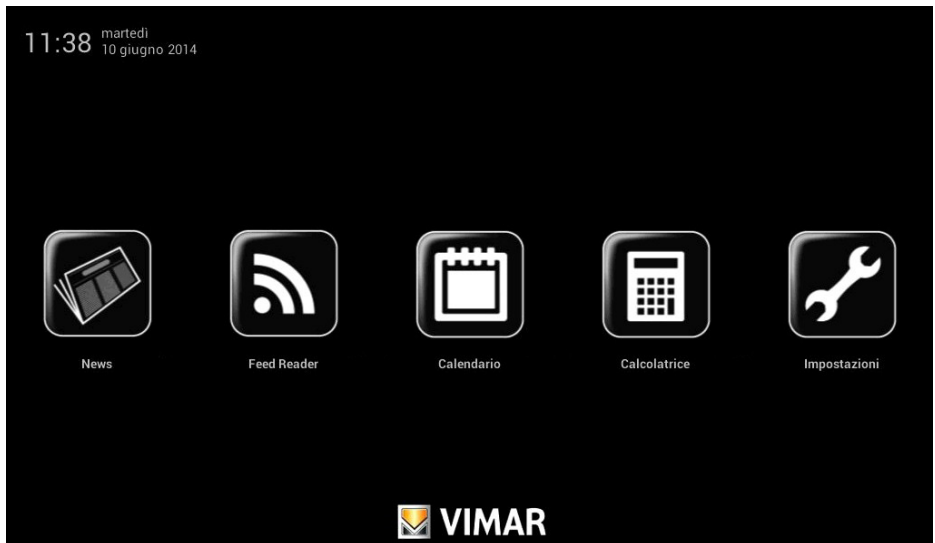 11:38
martedì
10 giugno 2014
News
Feed Reader
Calendario
Calcolatrice
Impostazioni
VIMAR